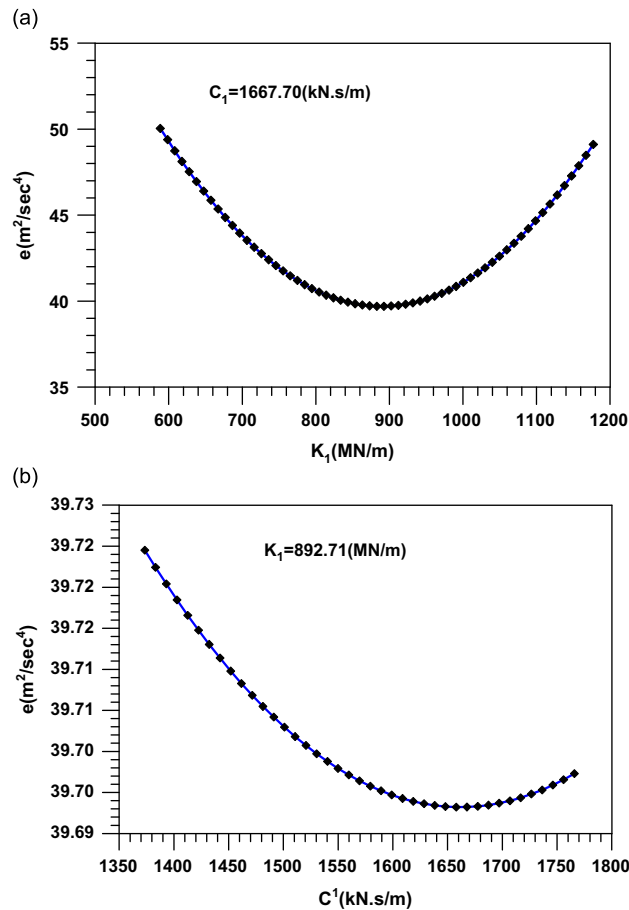 (a)
55
50
45
40
35
e(m²/sec⁴)
C₁=1667.70(kN.s/m)
500 600 700 800 900 1000 1100 1200
K₁(MN/m)
(b)
39.73
39.72
39.72
39.72
39.71
39.71
39.70
39.70
39.69
e(m²/sec⁴)
K₁=892.71(MN/m)
1350 1400 1450 1500 1550 1600 1650 1700 1750 1800
C¹(kN.s/m)